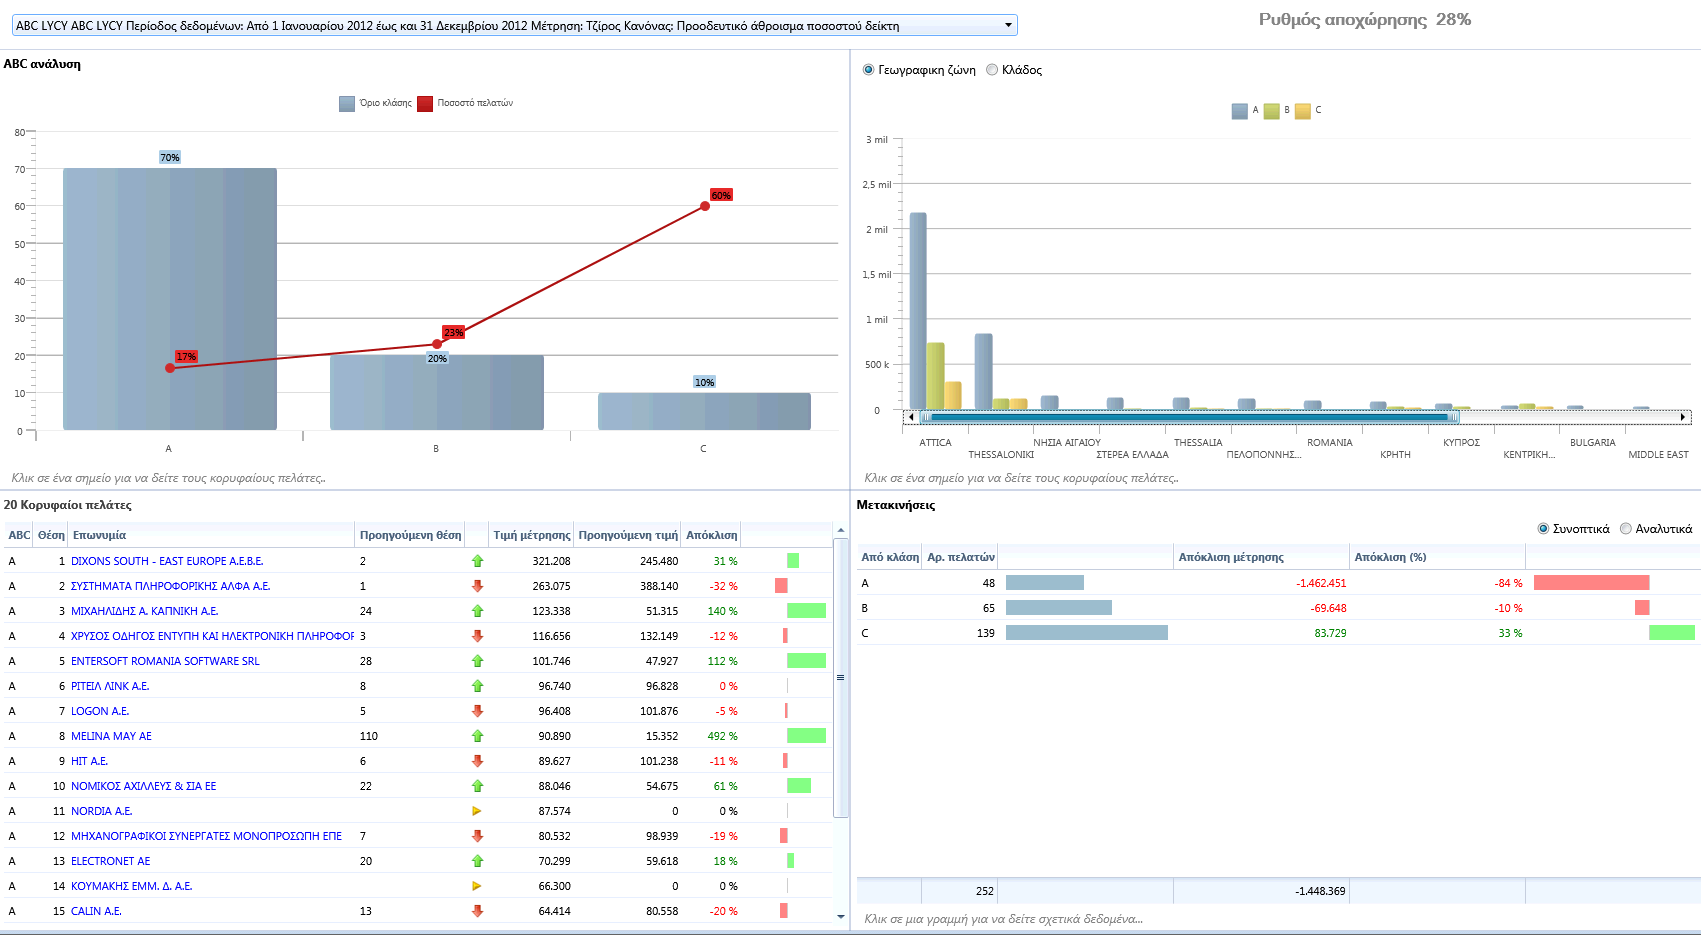 ABC LYCY ABC LYCY Περίοδος δεδομένων: Από 1 Ιανουαρίου 2012 έως και 31 Δεκεμβρίου 2012 Μέτρηση: Τζίρος Κανόνας: Προοδευτικό άθροισμα ποσοστού δείκτη
Ρυθμός αποχώρησης 28%
ABC ανάλυση
Όριο κλάσης Ποσοστό πελατών
80
70
60
50
40
30
20
10
0
70%
17%
23%
20%
60%
10%
A B C
Κλικ σε ένα σημείο για να δείτε τους κορυφαίους πελάτες..
Γεωγραφικη ζώνη Κλάδος
A B C
3 mil
2,5 mil
2 mil
1,5 mil
1 mil
500 k
0
ATTICA ΝΗΣΙΑ ΑΙΓΑΙΟΥ THESSALIA ROMANIA ΚΥΠΡΟΣ BULGARIA
THESSALONIKI ΣΤΕΡΕΑ ΕΛΛΑΔΑ ΠΕΛΟΠΟΝΝΗΣ... ΚΡΗΤΗ ΚΕΝΤΡΙΚΗ... MIDDLE EAST
Κλικ σε ένα σημείο για να δείτε τους κορυφαίους πελάτες..
20 Κορυφαίοι πελάτες
ABC Θέση Επωνυμία Προηγούμενη θέση Τιμή μέτρησης Προηγούμενη τιμή Απόκλιση
A 1 DIXONS SOUTH - EAST EUROPE A.E.B.E. 2 321.208 245.480 31 %
A 2 ΣΥΣΤΗΜΑΤΑ ΠΛΗΡΟΦΟΡΙΚΗΣ ΑΛΦΑ Α.Ε. 1 263.075 388.140 -32 %
A 3 ΜΙΧΑΗΛΙΔΗΣ Α. ΚΑΠΝΙΚΗ Α.Ε. 24 123.338 51.315 140 %
A 4 ΧΡΥΣΟΣ ΟΔΗΓΟΣ ΕΝΤΥΠΗ ΚΑΙ ΗΛΕΚΤΡΟΝΙΚΗ ΠΛΗΡΟΦΟΡ 3 116.656 132.149 -12 %
A 5 ENTERSOFT ROMANIA SOFTWARE SRL 28 101.746 47.927 112 %
A 6 ΡΙΤΕΙΛ ΛΙΝΚ Α.Ε. 8 96.740 96.828 0 %
A 7 LOGON A.E. 5 96.408 101.876 -5 %
A 8 MELINA MAY AE 110 90.890 15.352 492 %
A 9 HIT A.E. 6 89.627 101.238 -11 %
A 10 ΝΟΜΙΚΟΣ ΑΧΙΛΛΕΥΣ & ΣΙΑ ΕΕ 22 88.046 54.675 61 %
A 11 NORDIA A.E. 87.574 0 0 %
A 12 ΜΗΧΑΝΟΓΡΑΦΙΚΟΙ ΣΥΝΕΡΓΑΤΕΣ ΜΟΝΟΠΡΟΣΩΠΗ ΕΠΕ 7 80.532 98.939 -19 %
A 13 ELECTRONET AE 20 70.299 59.618 18 %
A 14 ΚΟΥΜΑΚΗΣ ΕΜΜ. Δ. Α.Ε. 66.300 0 0 %
A 15 CALIN A.E. 13 64.414 80.558 -20 %
Μετακινήσεις
Συνοπτικά Αναλυτικά
Από κλάση Αρ. πελατών Απόκλιση μέτρησης Απόκλιση (%)
A 48 -1.462.451 -84 %
B 65 -69.648 -10 %
C 139 83.729 33 %
252 -1.448.369
Κλικ σε μια γραμμή για να δείτε σχετικά δεδομένα...